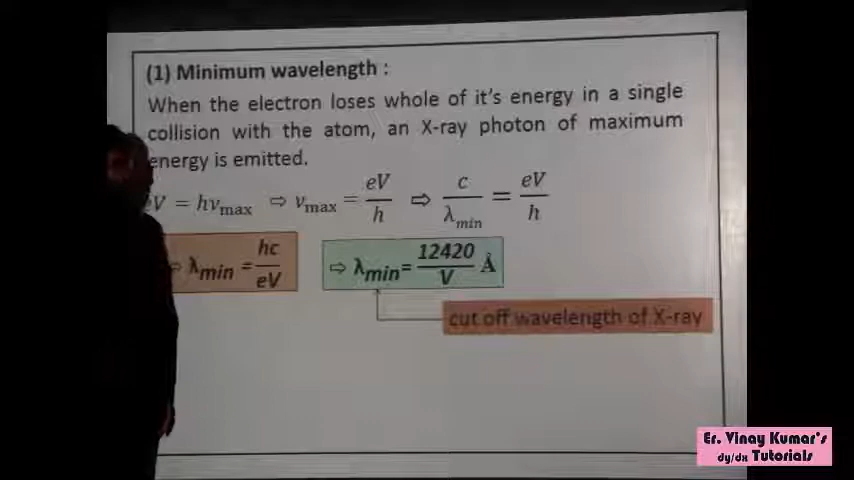 (1) Minimum wavelength :
When the electron loses whole of it's energy in a single
collision with the atom, an X-ray photon of maximum
energy is emitted.
eV = hν_max ⇒ ν_max = eV/h ⇒ c/λ_min = eV/h
⇒ λ_min = hc/eV ⇒ λ_min = 12420/V Å
cut off wavelength of X-ray
Er. Vinay Kumar's
dy/dx Tutorials